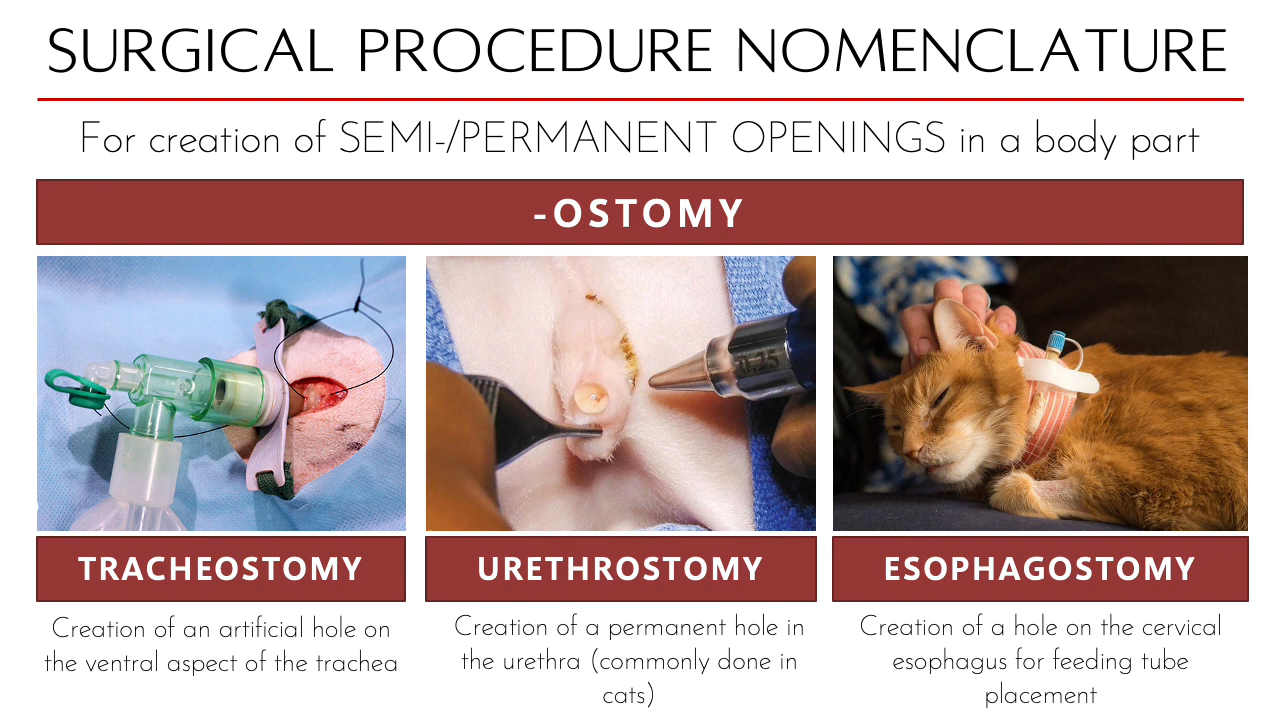 SURGICAL PROCEDURE NOMENCLATURE
For creation of SEMI-/PERMANENT OPENINGS in a body part
-OSTOMY
TRACHEOSTOMY
URETHROSTOMY
ESOPHAGOSTOMY
Creation of an artificial hole on
the ventral aspect of the trachea
Creation of a permanent hole in
the urethra (commonly done in
cats)
Creation of a hole on the cervical
esophagus for feeding tube
placement